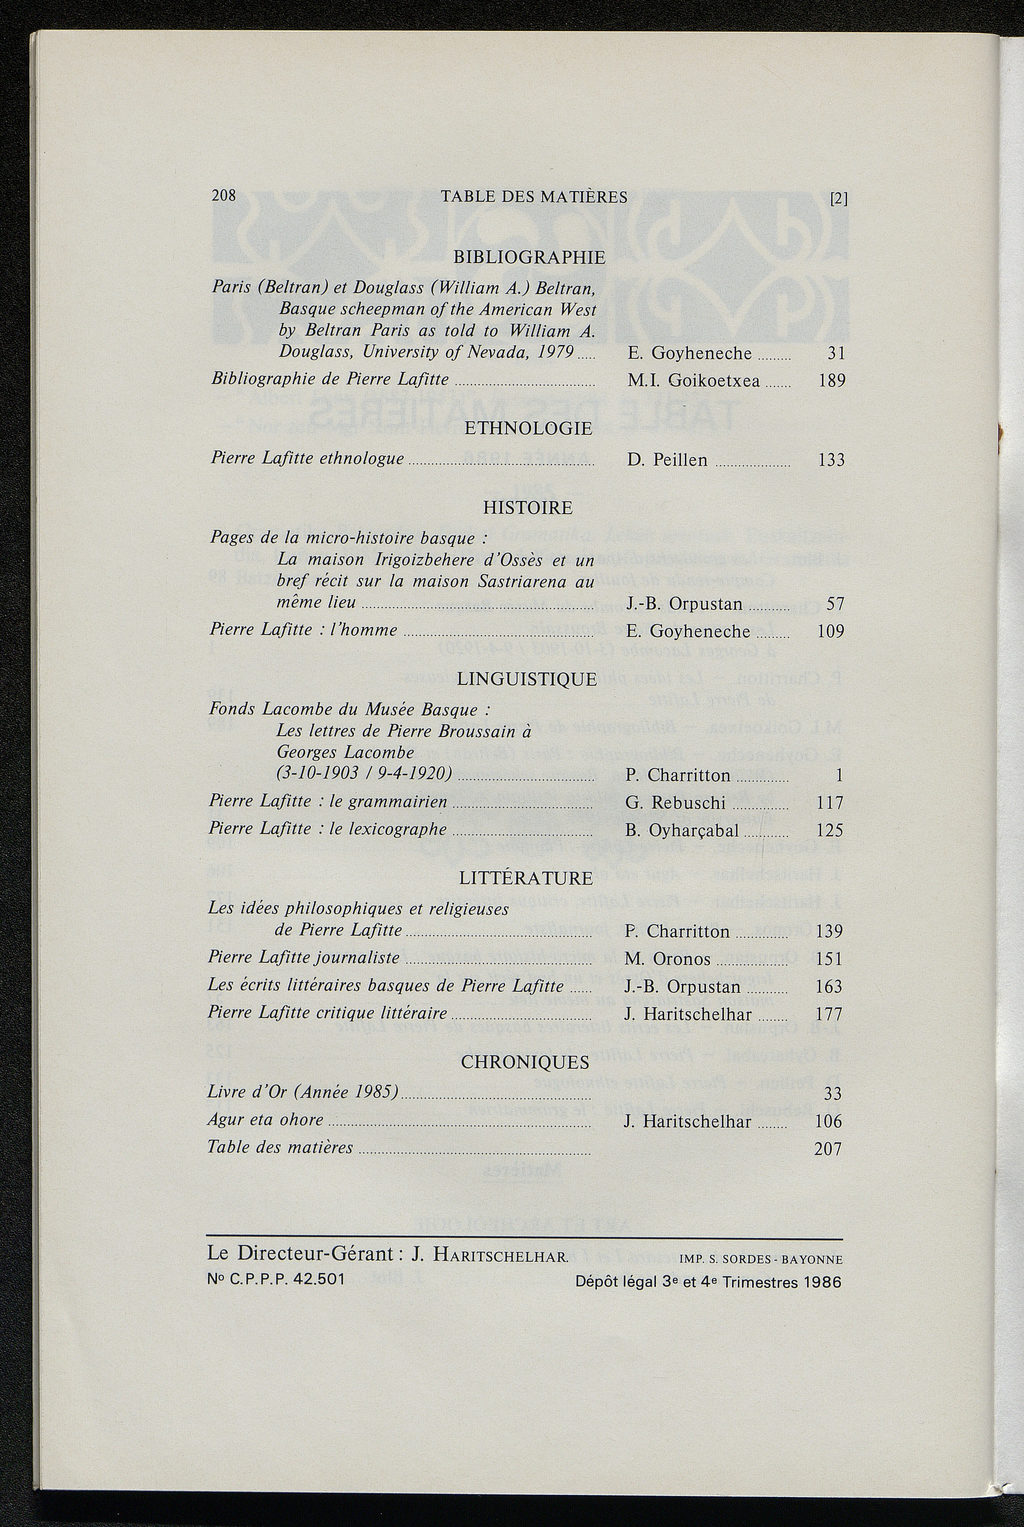 208 TABLE DES MATIÈRES [2]
BIBLIOGRAPHIE
Paris (Beltran) et Douglass (William A.) Beltran,
Basque scheepman of the American West
by Beltran Paris as told to William A.
Douglass, University of Nevada, 1979..... E. Goyheneche ......... 31
Bibliographie de Pierre Lafitte ..................................... M.I. Goikoetxea ....... 189
ETHNOLOGIE
Pierre Lafitte ethnologue ................................................. D. Peillen .................... 133
HISTOIRE
Pages de la micro-histoire basque :
La maison Irigoizbehere d'Ossès et un
bref récit sur la maison Sastriarena au
même lieu ............................................................. J.-B. Orpustan ........... 57
Pierre Lafitte : l'homme .................................................. E. Goyheneche ......... 109
LINGUISTIQUE
Fonds Lacombe du Musée Basque :
Les lettres de Pierre Broussain à
Georges Lacombe
(3-10-1903 / 9-4-1920) .................................... P. Charritton .............. 1
Pierre Lafitte : le grammairien ..................................... G. Rebuschi ............... 117
Pierre Lafitte : le lexicographe ..................................... B. Oyharçabal ............ 125
LITTÉRATURE
Les idées philosophiques et religieuses
de Pierre Lafitte ................................................. P. Charritton .............. 139
Pierre Lafitte journaliste ................................................. M. Oronos ................... 151
Les écrits littéraires basques de Pierre Lafitte ...... J.-B. Orpustan ........... 163
Pierre Lafitte critique littéraire ..................................... J. Haritschelhar ........ 177
CHRONIQUES
Livre d'Or (Année 1985) .................................................. 33
Agur eta ohore ..................................................................... J. Haritschelhar ........ 106
Table des matières ............................................................. 207
Le Directeur-Gérant : J. HARITSCHELHAR. IMP. S. SORDES - BAYONNE
Nº C.P.P.P. 42.501 Dépôt légal 3e et 4e Trimestres 1986